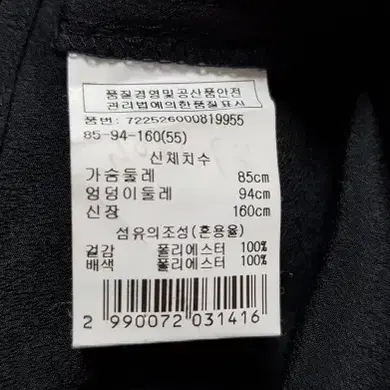 품질경영및공산품안전
관리법에의한품질표시
품번: 722526000819955
85-94-160(55)
신체치수
가슴둘레 85cm
엉덩이둘레 94cm
신장 160cm
섬유의조성(혼용율)
겉감 폴리에스터 100%
배색 폴리에스터 100%
2 990072 031416